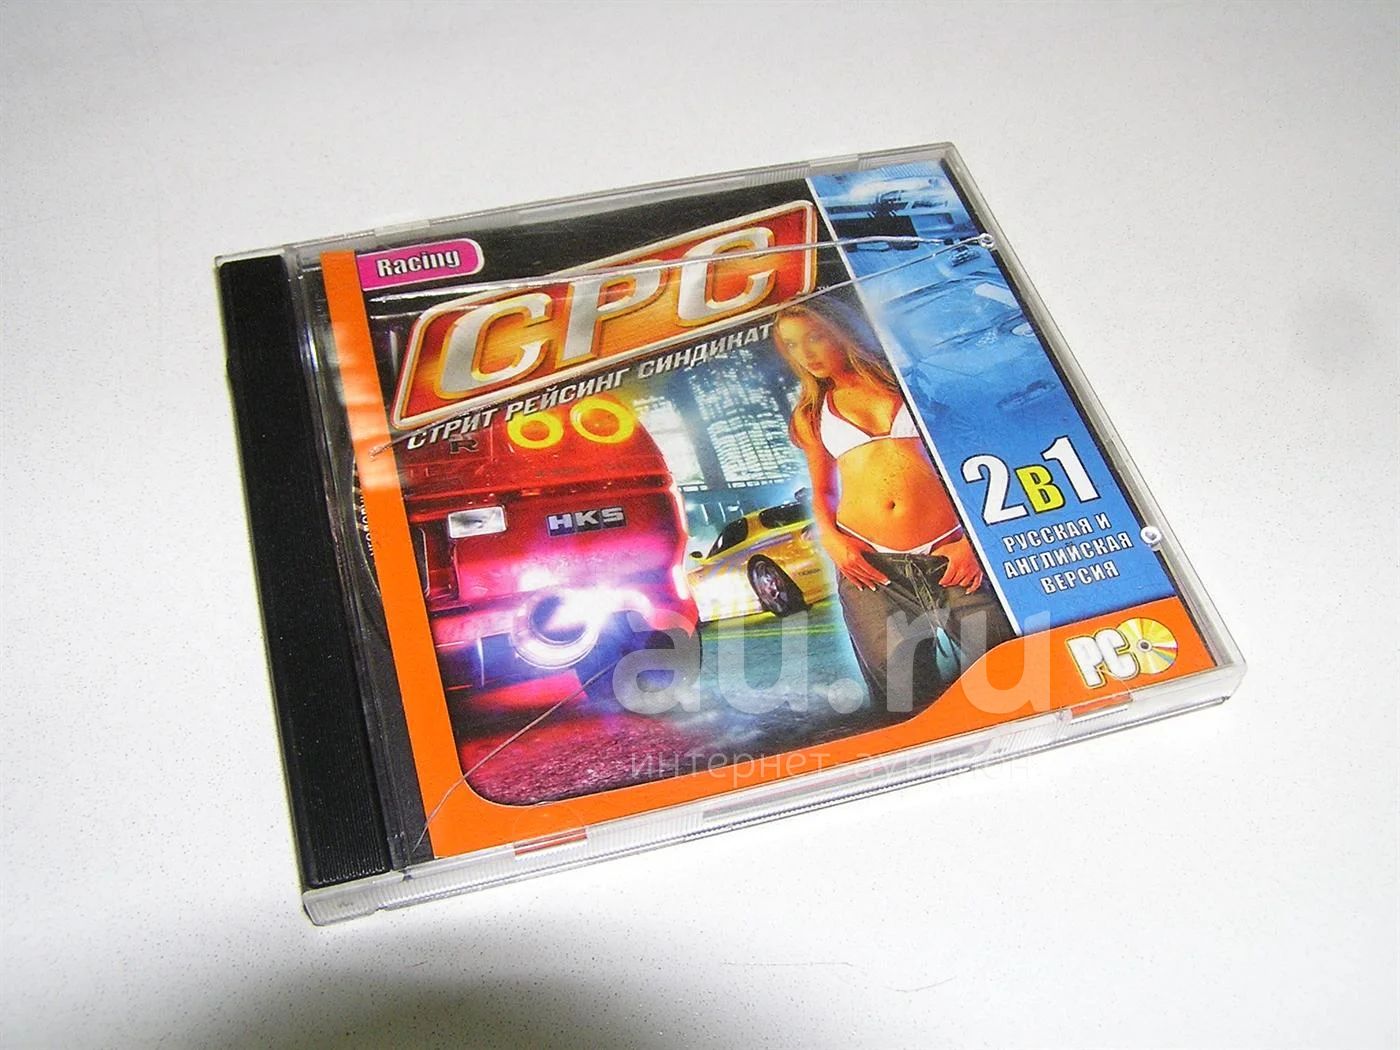 Racing
СРС
СТРИТ РЕЙСИНГ СИНДИКАТ
R
HKS
2в1
РУССКАЯ И
АНГЛИЙСКАЯ
ВЕРСИЯ
PC
au.ru
интернет-аукцион